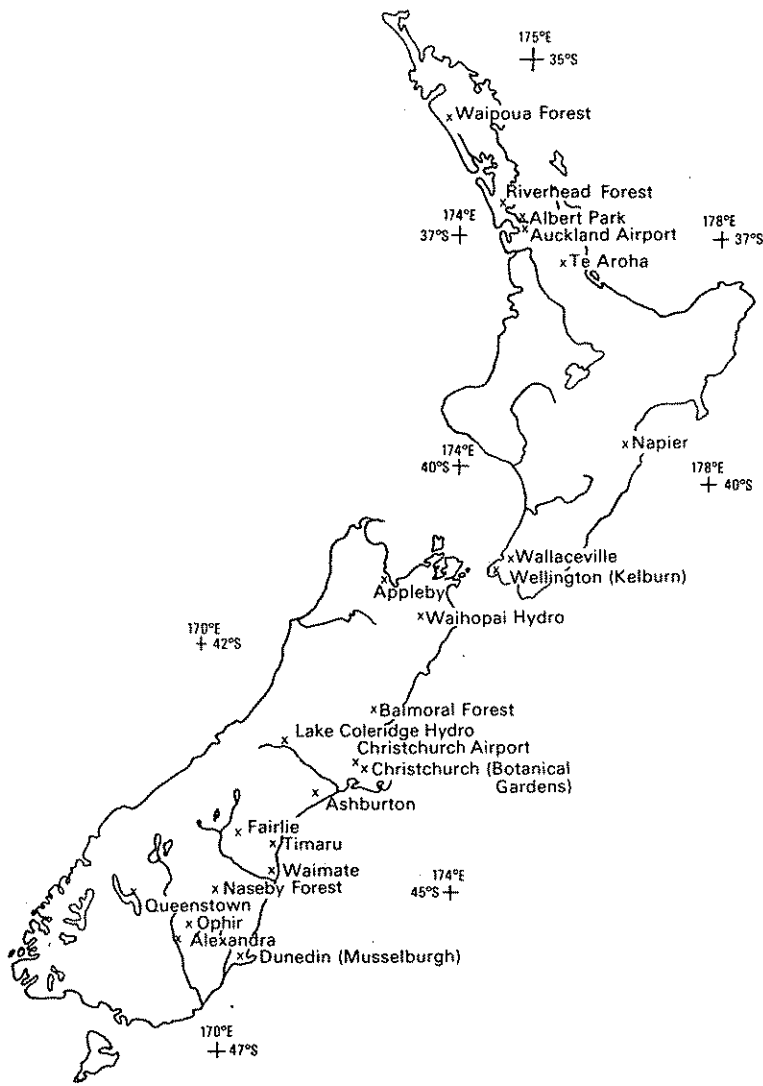 175°E
35°S
Waipoua Forest
Riverhead Forest
174°E
37°S
Albert Park
Auckland Airport
178°E
37°S
Te Aroha
174°E
40°S
Napier
178°E
40°S
Wallaceville
Wellington (Kelburn)
Appleby
Waihopai Hydro
170°E
42°S
Balmoral Forest
Lake Coleridge Hydro
Christchurch Airport
Christchurch (Botanical
Gardens)
Ashburton
Fairlie
Timaru
Waimate
174°E
45°S
Naseby Forest
Queenstown
Ophir
Alexandra
Dunedin (Musselburgh)
170°E
47°S